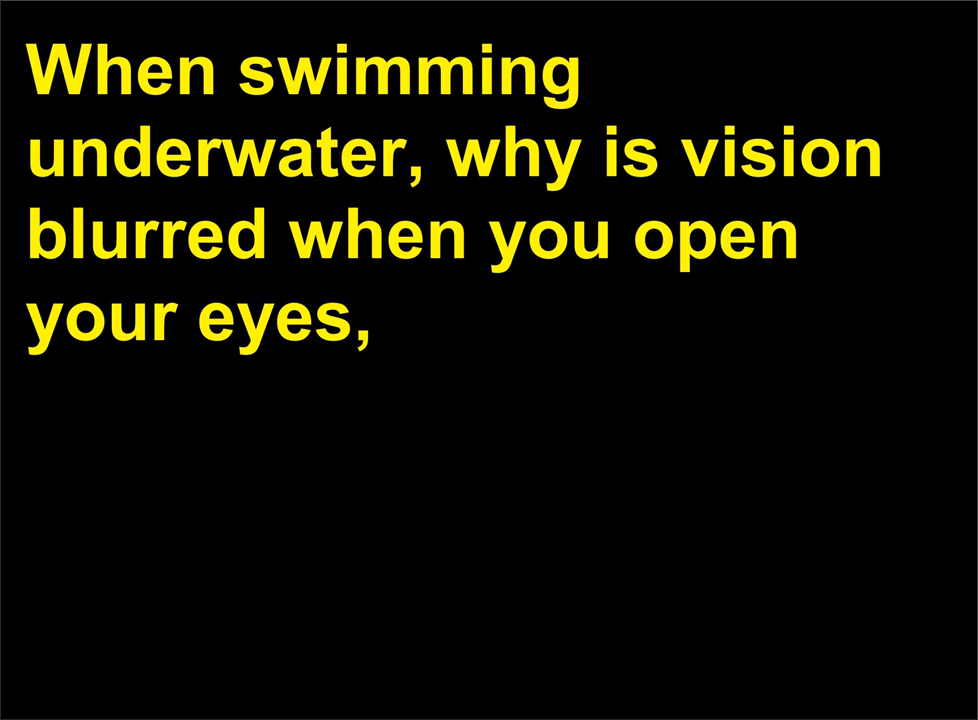 When swimming
underwater, why is vision
blurred when you open
your eyes,